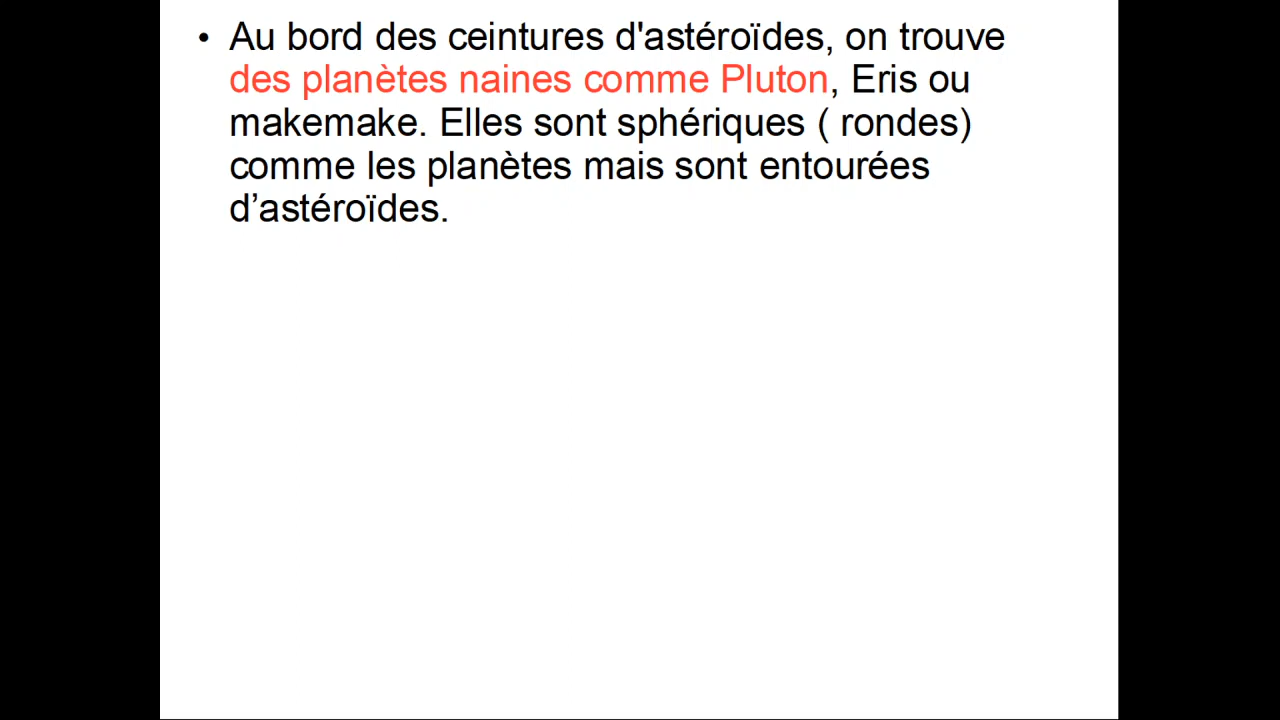 • Au bord des ceintures d'astéroïdes, on trouve
des planètes naines comme Pluton, Eris ou
makemake. Elles sont sphériques ( rondes)
comme les planètes mais sont entourées
d’astéroïdes.